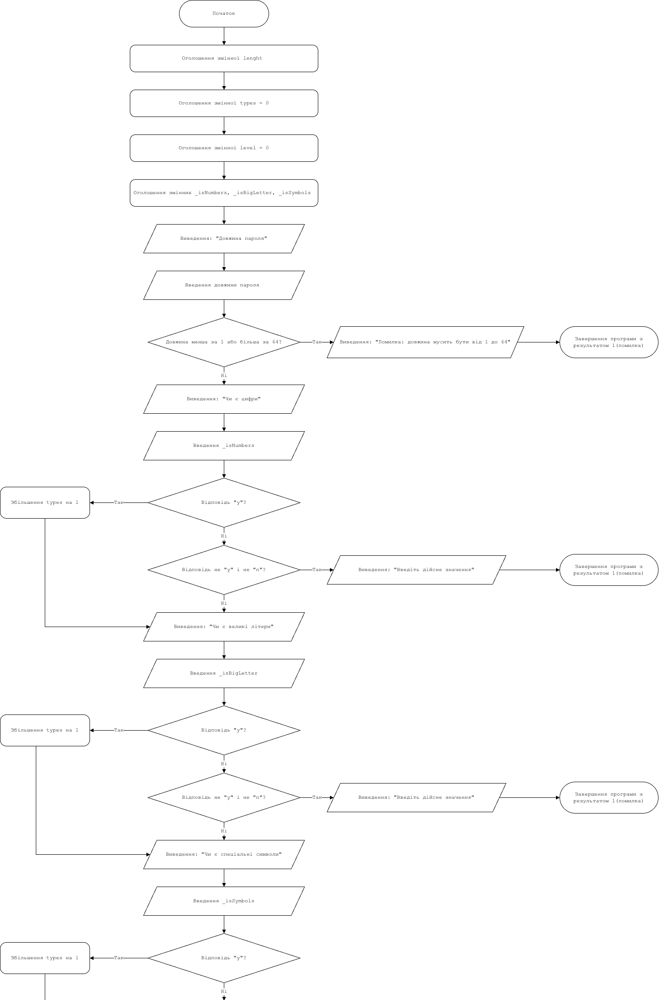 Початок
Оголошення змінної lenght
Оголошення змінної types = 0
Оголошення змінної level = 0
Оголошення змінних _isNumbers, _isBigLetter, _isSymbols
Виведення: "Довжина пароля"
Введення довжини пароля
Довжина менша за 1 або більша за 64?
Так
Виведення: "Помилка: довжина мусить бути від 1 до 64"
Завершення програми з
результатом 1(помилка)
Ні
Виведення: "Чи є цифри"
Введення _isNumbers
Збільшення types на 1
Так
Відповідь "y"?
Ні
Відповідь не "y" і не "n"?
Так
Виведення: "Введіть дійсне значення"
Завершення програми з
результатом 1(помилка)
Ні
Виведення: "Чи є великі літери"
Введення _isBigLetter
Збільшення types на 1
Так
Відповідь "y"?
Ні
Відповідь не "y" і не "n"?
Так
Виведення: "Введіть дійсне значення"
Завершення програми з
результатом 1(помилка)
Ні
Виведення: "Чи є спеціальні символи"
Введення _isSymbols
Збільшення types на 1
Так
Відповідь "y"?
Ні